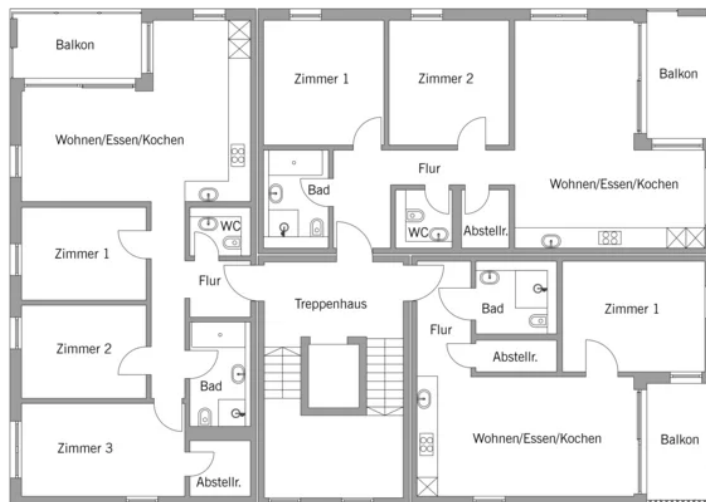 Balkon
Zimmer 1
Zimmer 2
Balkon
Wohnen/Essen/Kochen
Flur
Bad
Wohnen/Essen/Kochen
WC
WC
Abstellr.
Zimmer 1
Flur
Treppenhaus
Bad
Zimmer 1
Flur
Zimmer 2
Abstellr.
Bad
Wohnen/Essen/Kochen
Balkon
Zimmer 3
Abstellr.